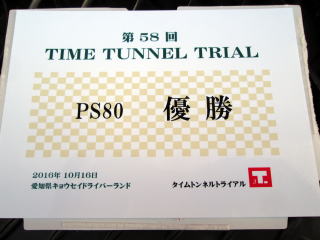 第58回
TIME TUNNEL TRIAL
PS80 優勝
2016年10月16日
愛知県キョウセイドライバーランド
タイムトンネルトライアル
T.